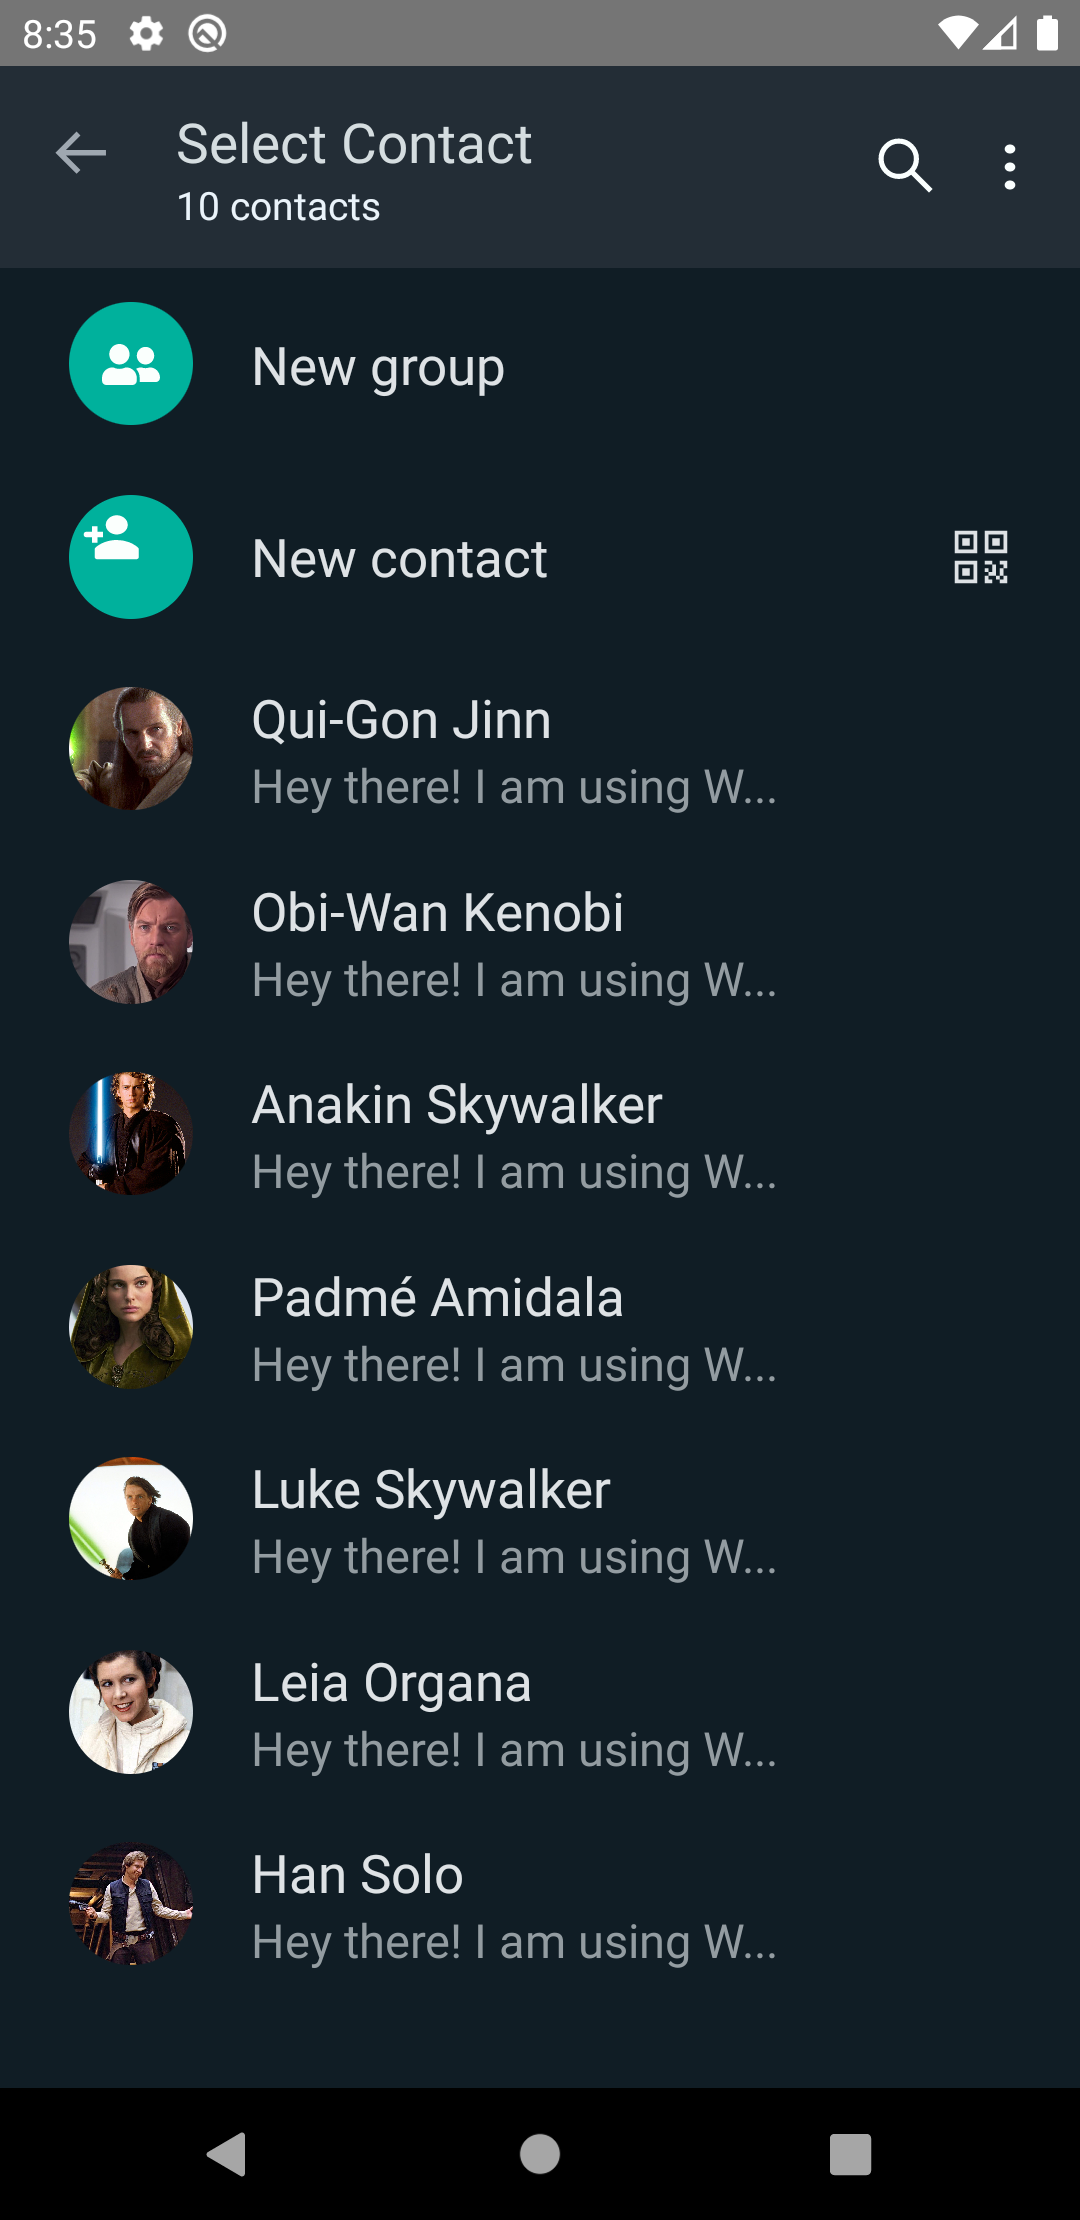 8:35
Select Contact
10 contacts
New group
New contact
Qui-Gon Jinn
Hey there! I am using W...
Obi-Wan Kenobi
Hey there! I am using W...
Anakin Skywalker
Hey there! I am using W...
Padmé Amidala
Hey there! I am using W...
Luke Skywalker
Hey there! I am using W...
Leia Organa
Hey there! I am using W...
Han Solo
Hey there! I am using W...